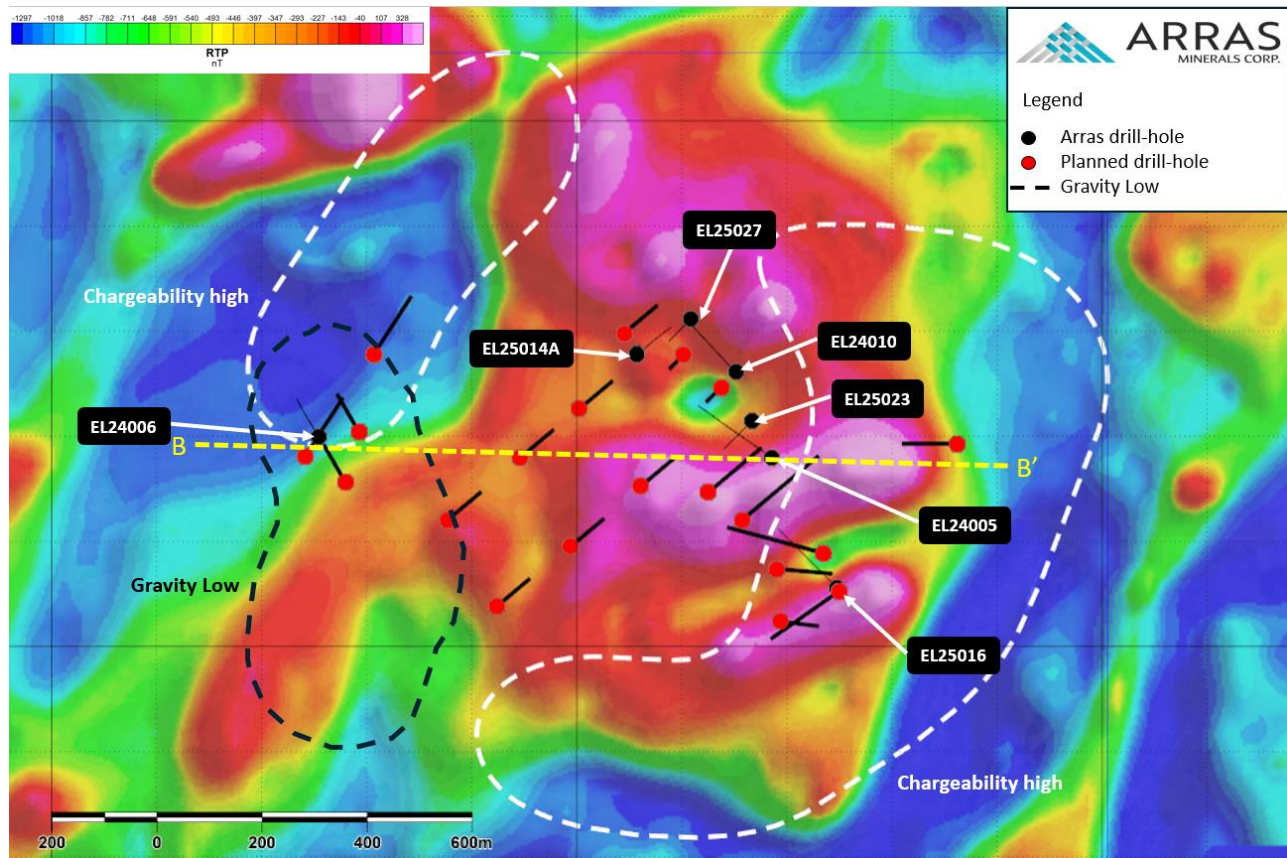 -1297 -1018 -857 -782 -711 -648 -591 -540 -493 -446 -397 -347 -293 -227 -143 -40 107 328
RTP
nT
ARRAS
MINERALS CORP.
Legend
Arras drill-hole
Planned drill-hole
Gravity Low
EL25027
Chargeability high
EL25014A
EL24010
EL25023
EL24006
B
B'
EL24005
Gravity Low
EL25016
Chargeability high
200 0 200 400 600m